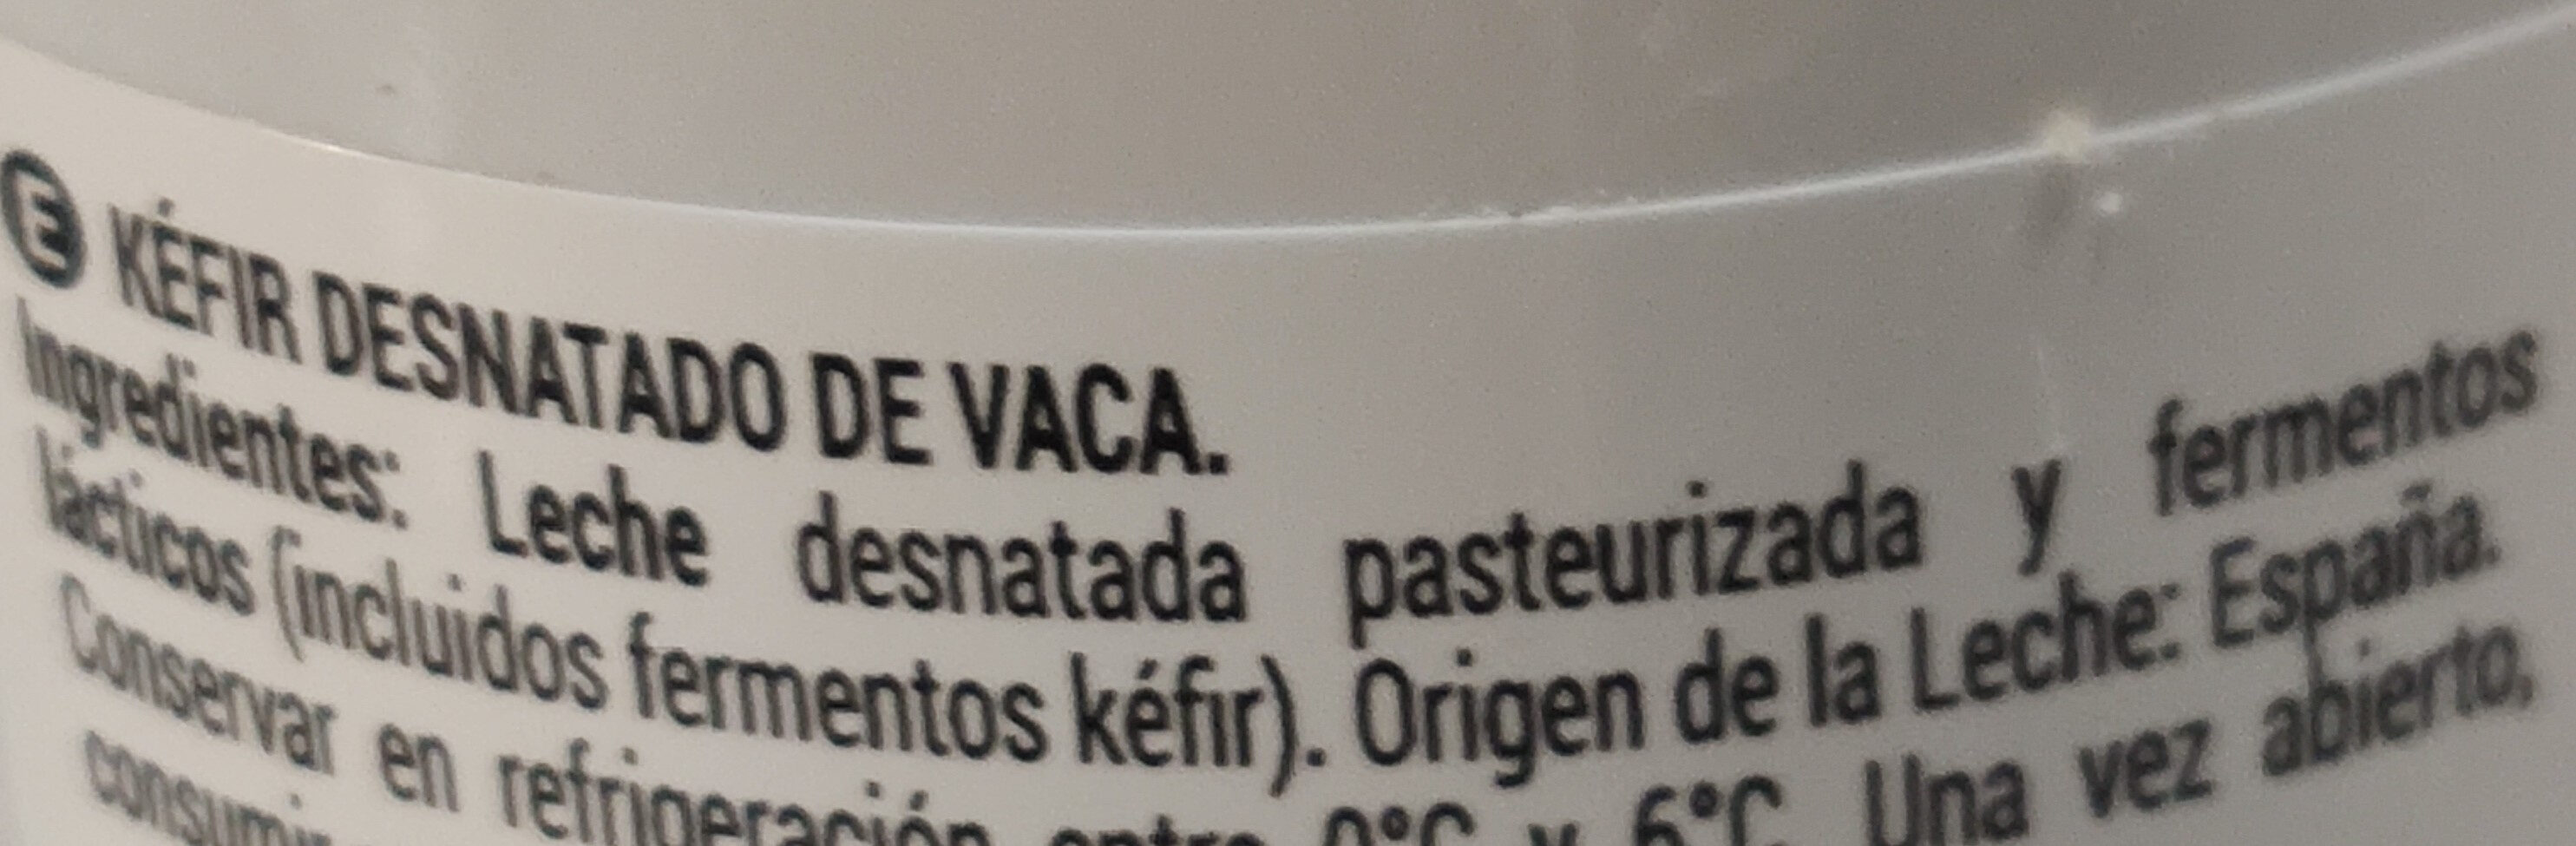 E KÉFIR DESNATADO DE VACA.
Ingredientes: Leche desnatada pasteurizada y fermentos
lácticos (incluidos fermentos kéfir). Origen de la Leche: España.
Conservar en refrigeración entre 0°C y 6°C. Una vez abierto,
consumir